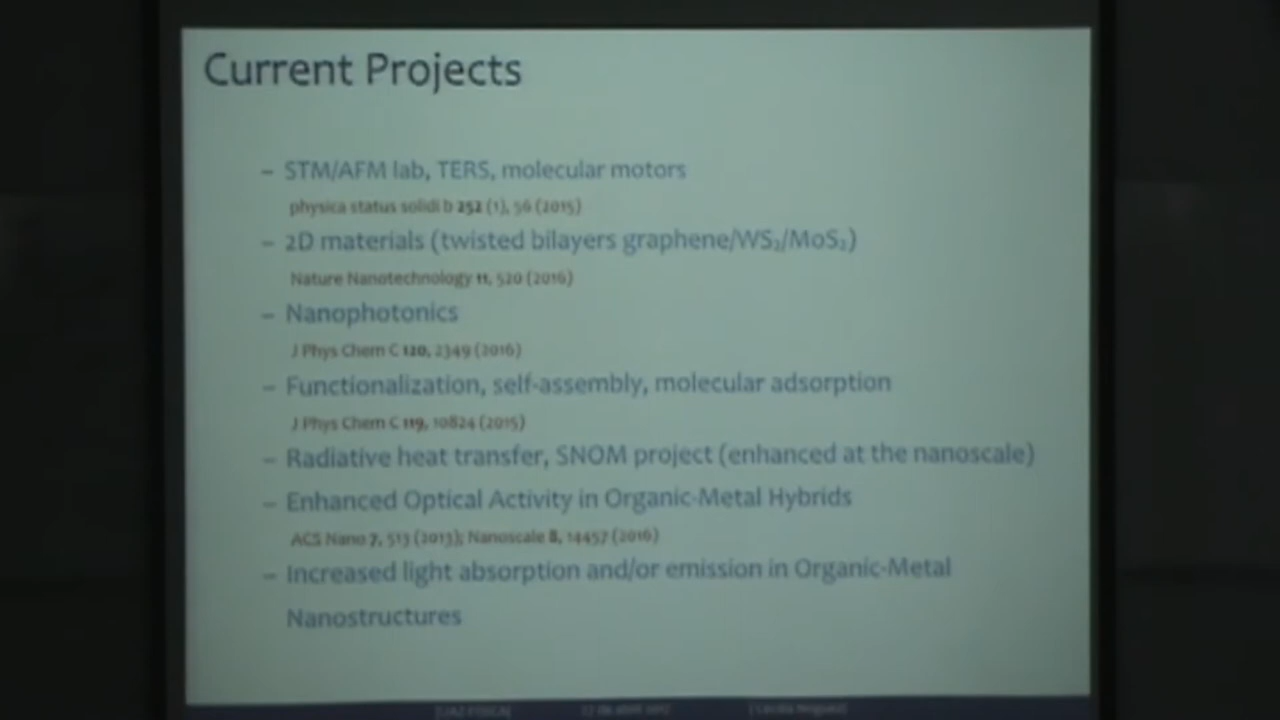 Current Projects
– STM/AFM lab, TERS, molecular motors
physica status solidi b 252 (1), 56 (2015)
– 2D materials (twisted bilayers graphene/WS₂/MoS₂)
Nature Nanotechnology 11, 520 (2016)
– Nanophotonics
J Phys Chem C 120, 2349 (2016)
– Functionalization, self-assembly, molecular adsorption
J Phys Chem C 119, 10824 (2015)
– Radiative heat transfer, SNOM project (enhanced at the nanoscale)
– Enhanced Optical Activity in Organic-Metal Hybrids
ACS Nano 7, 513 (2013); Nanoscale 8, 14457 (2016)
– Increased light absorption and/or emission in Organic-Metal
Nanostructures